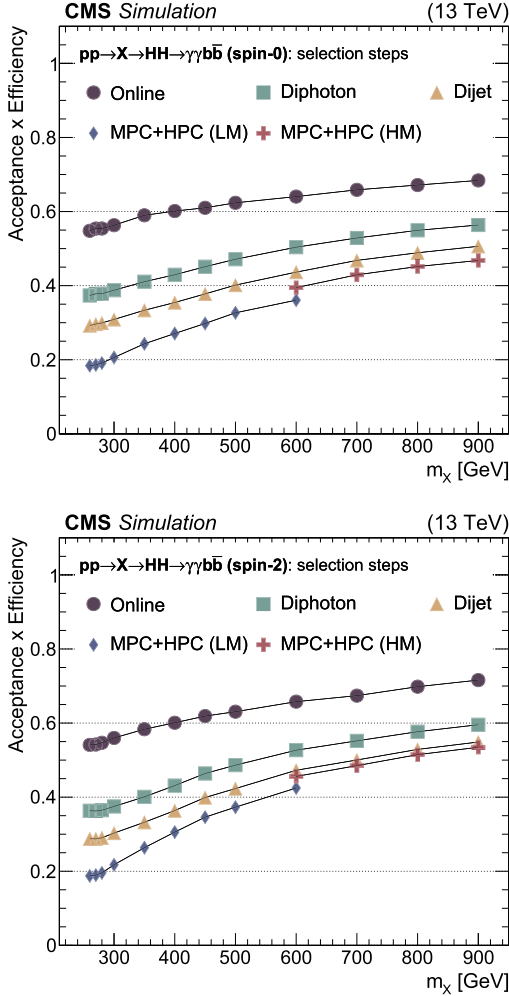 CMS Simulation (13 TeV)
pp→X→HH→γγbb̅ (spin-0): selection steps
Online Diphoton Dijet
MPC+HPC (LM) MPC+HPC (HM)
Acceptance x Efficiency
1
0.8
0.6
0.4
0.2
0
300 400 500 600 700 800 900
m_X [GeV]
CMS Simulation (13 TeV)
pp→X→HH→γγbb̅ (spin-2): selection steps
Online Diphoton Dijet
MPC+HPC (LM) MPC+HPC (HM)
Acceptance x Efficiency
1
0.8
0.6
0.4
0.2
0
300 400 500 600 700 800 900
m_X [GeV]